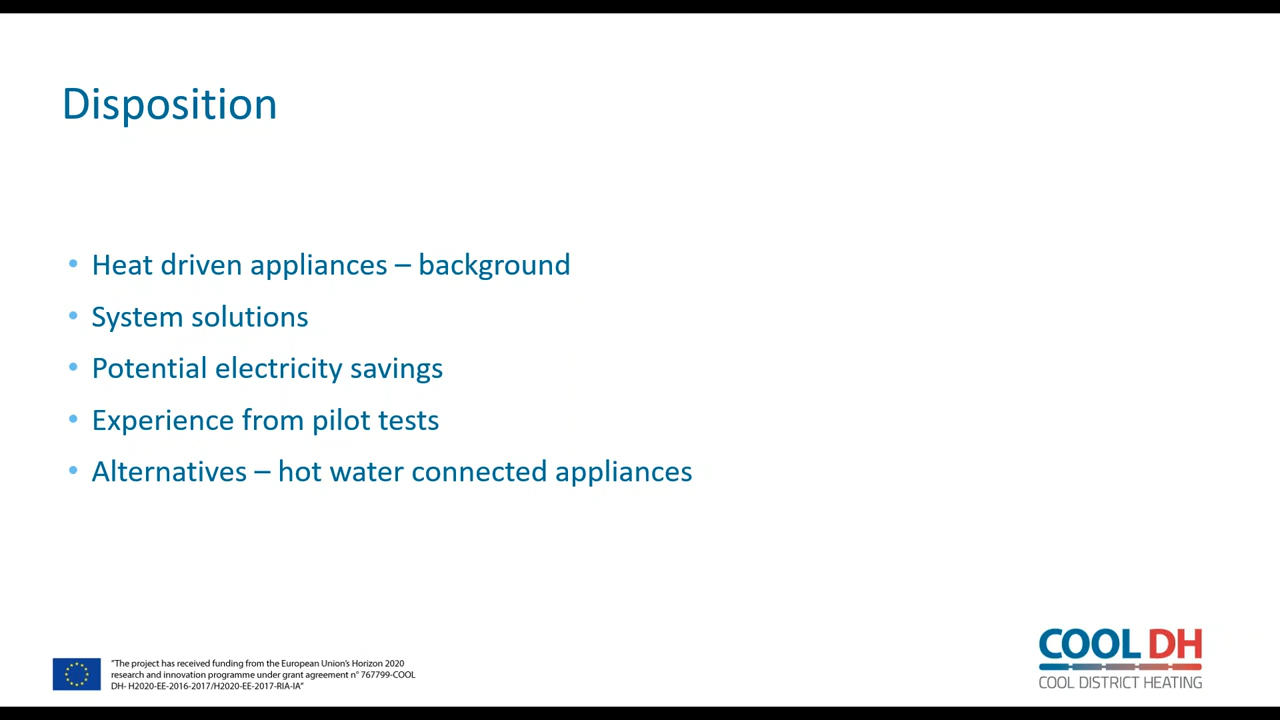 Disposition
• Heat driven appliances – background
• System solutions
• Potential electricity savings
• Experience from pilot tests
• Alternatives – hot water connected appliances
"The project has received funding from the European Union's Horizon 2020
research and innovation programme under grant agreement n° 767799-COOL
DH- H2020-EE-2016-2017/H2020-EE-2017-RIA-IA"
COOL DH
COOL DISTRICT HEATING